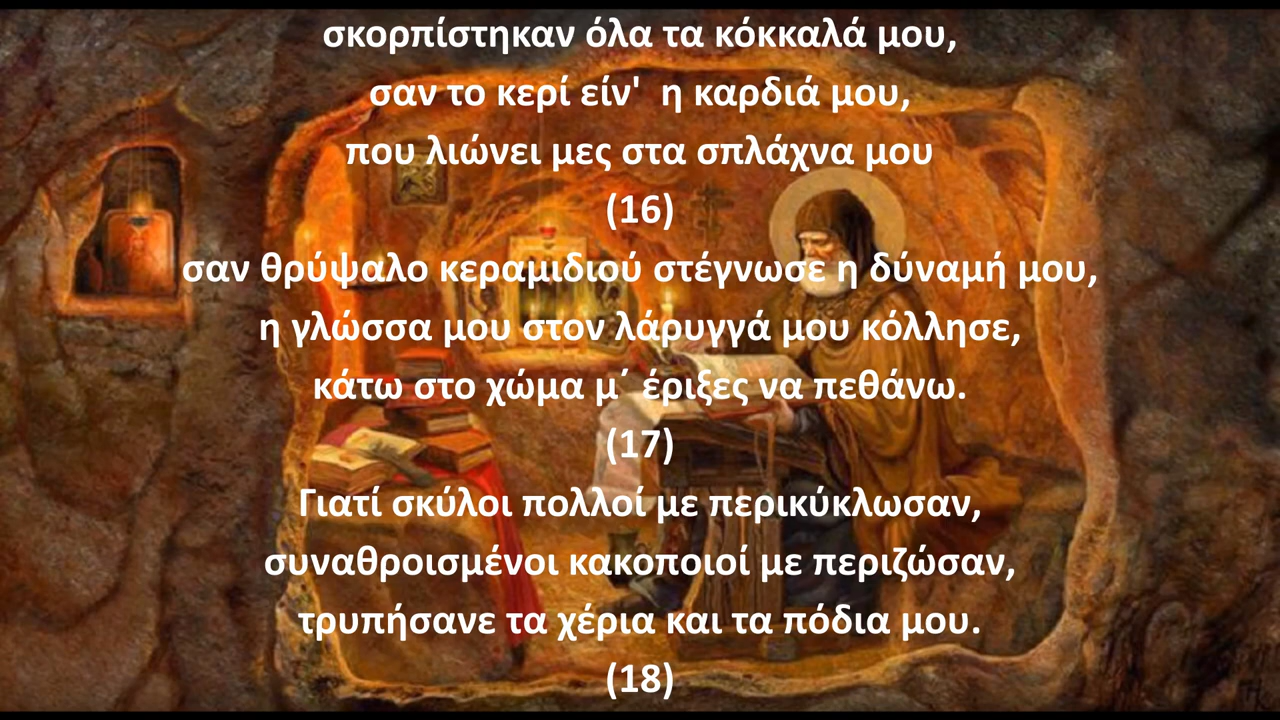 σκορπίστηκαν όλα τα κόκκαλά μου,
σαν το κερί είν'  η καρδιά μου,
που λιώνει μες στα σπλάχνα μου
(16)
σαν θρύψαλο κεραμιδιού στέγνωσε η δύναμή μου,
η γλώσσα μου στον λάρυγγά μου κόλλησε,
κάτω στο χώμα μ΄ έριξες να πεθάνω.
(17)
Γιατί σκύλοι πολλοί με περικύκλωσαν,
συναθροισμένοι κακοποιοί με περιζώσαν,
τρυπήσανε τα χέρια και τα πόδια μου.
(18)